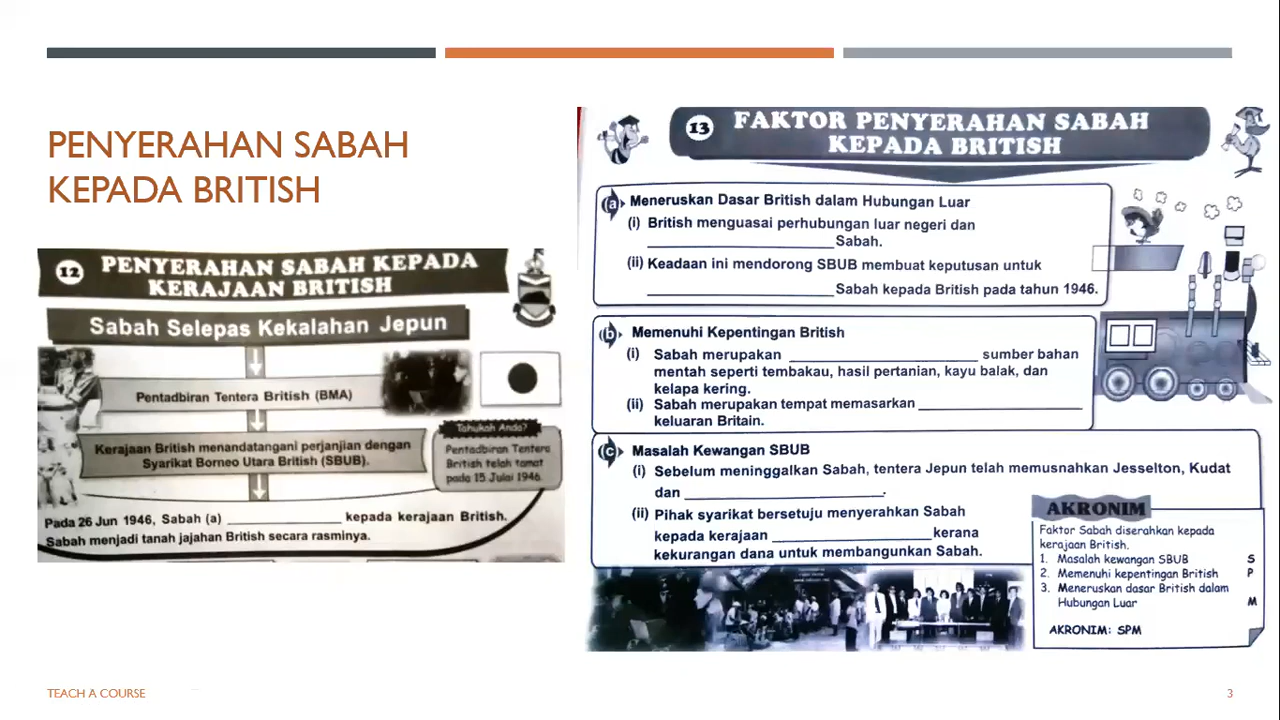 PENYERAHAN SABAH
KEPADA BRITISH
12 PENYERAHAN SABAH KEPADA
KERAJAAN BRITISH
Sabah Selepas Kekalahan Jepun
Pentadbiran Tentera British (BMA)
Kerajaan British menandatangani perjanjian dengan
Syarikat Borneo Utara British (SBUB).
Tahukah Anda?
Pentadbiran Tentera
British telah tamat
pada 15 Julai 1946.
Pada 26 Jun 1946, Sabah (a) ______________ kepada kerajaan British.
Sabah menjadi tanah jajahan British secara rasminya.
13 FAKTOR PENYERAHAN SABAH
KEPADA BRITISH
a Meneruskan Dasar British dalam Hubungan Luar
(i) British menguasai perhubungan luar negeri dan
______________________ Sabah.
(ii) Keadaan ini mendorong SBUB membuat keputusan untuk
______________________ Sabah kepada British pada tahun 1946.
b Memenuhi Kepentingan British
(i) Sabah merupakan ______________________ sumber bahan
mentah seperti tembakau, hasil pertanian, kayu balak, dan
kelapa kering.
(ii) Sabah merupakan tempat memasarkan ____________________
keluaran Britain.
c Masalah Kewangan SBUB
(i) Sebelum meninggalkan Sabah, tentera Jepun telah memusnahkan Jesselton, Kudat
dan ________________________.
(ii) Pihak syarikat bersetuju menyerahkan Sabah
kepada kerajaan ___________________ kerana
kekurangan dana untuk membangunkan Sabah.
AKRONIM
Faktor Sabah diserahkan kepada
kerajaan British.
1. Masalah kewangan SBUB S
2. Memenuhi kepentingan British P
3. Meneruskan dasar British dalam
Hubungan Luar M
AKRONIM: SPM
TEACH A COURSE
3